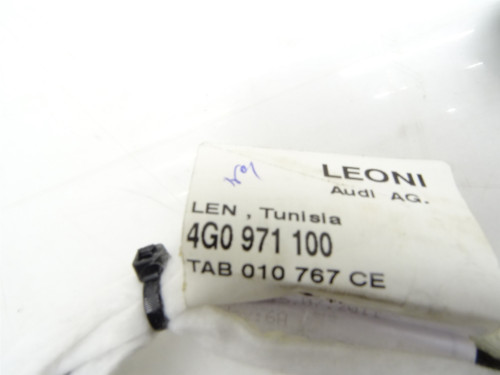 LEONI
Audi AG.
LEN , Tunisia
4G0 971 100
TAB 010 767 CE